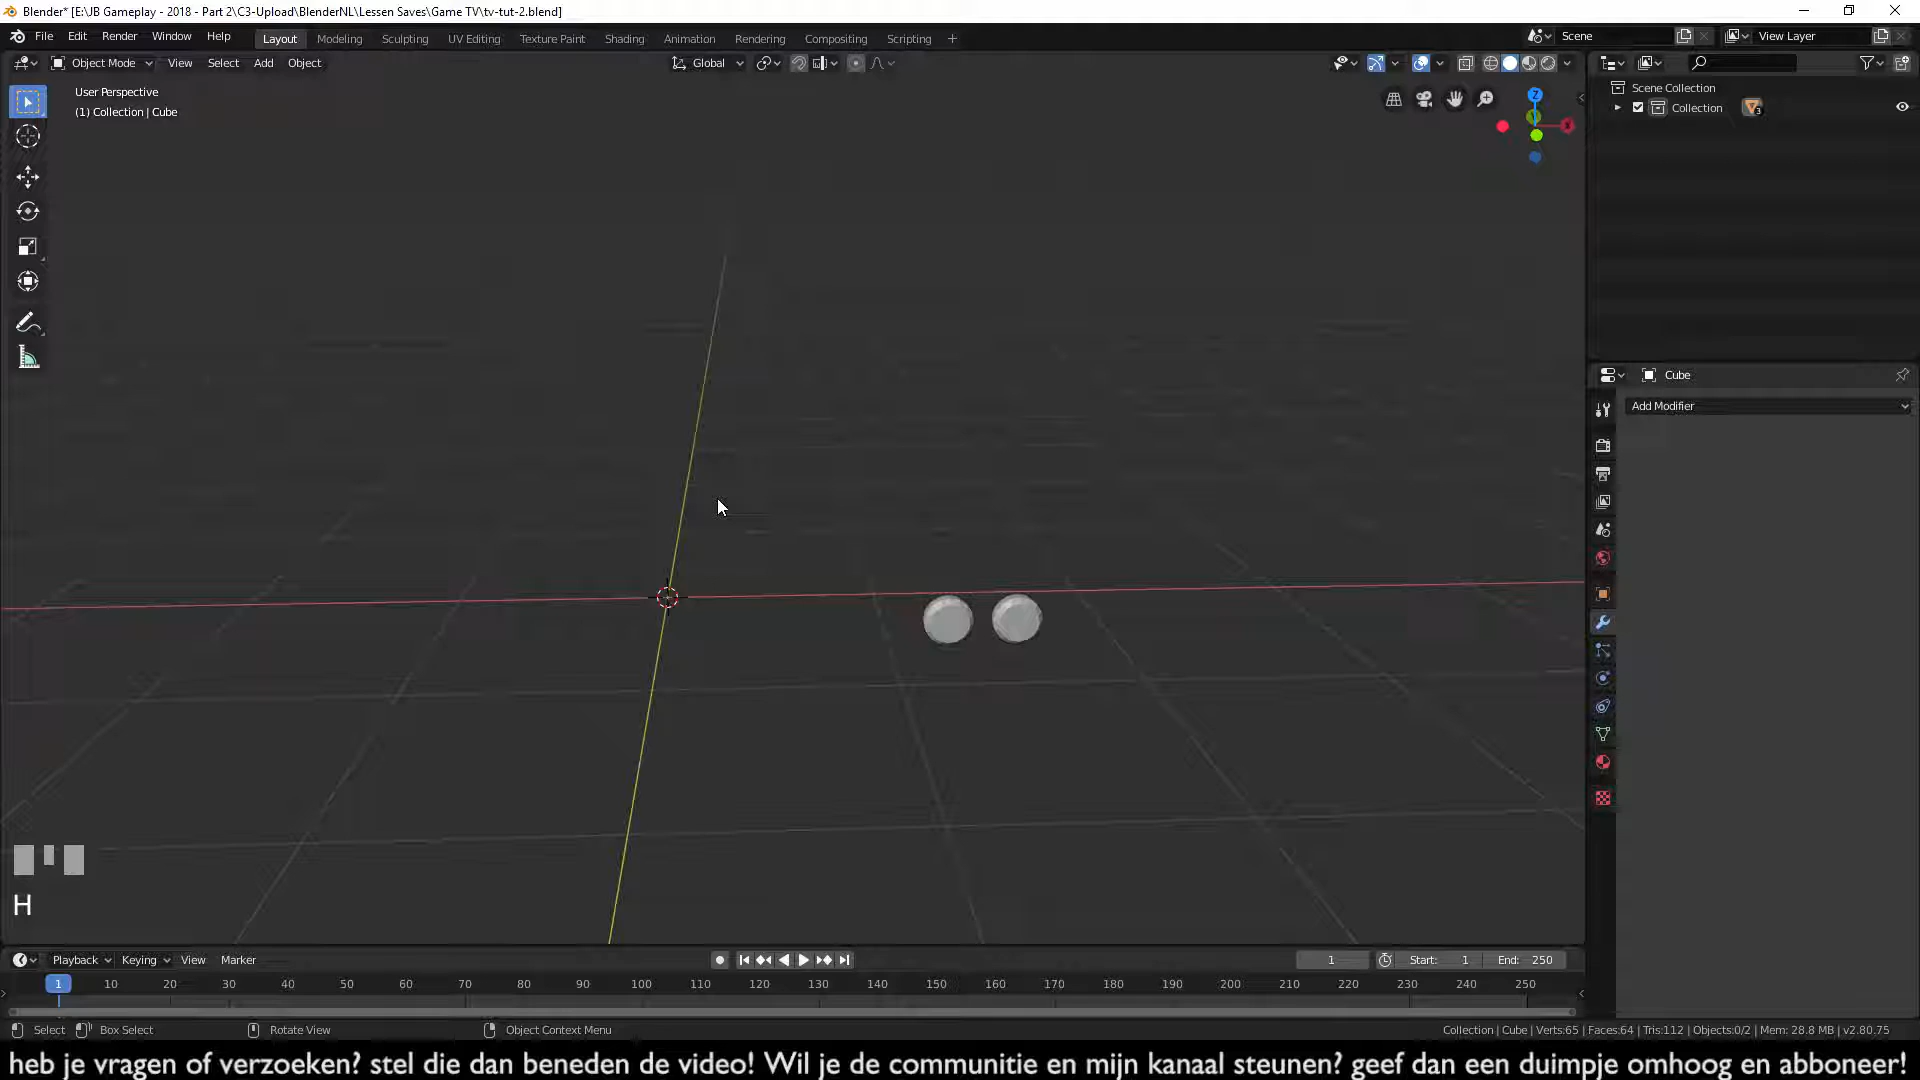 Blender* [E:\JB Gameplay - 2018 - Part 2\C3-Upload\BlenderNL\Lessen Saves\Game TV\tv-tut-2.blend]
File Edit Render Window Help Layout Modeling Sculpting UV Editing Texture Paint Shading Animation Rendering Compositing Scripting + Scene View Layer
Object Mode View Select Add Object Global
User Perspective
(1) Collection | Cube
Z
X
Scene Collection
Collection
3
Cube
Add Modifier
H
Playback Keying View Marker 1 Start: 1 End: 250
1 10 20 30 40 50 60 70 80 90 100 110 120 130 140 150 160 170 180 190 200 210 220 230 240 250
Select Box Select Rotate View Object Context Menu Collection | Cube | Verts:65 | Faces:64 | Tris:112 | Objects:0/2 | Mem: 28.8 MB | v2.80.75
heb je vragen of verzoeken? stel die dan beneden de video! Wil je de communitie en mijn kanaal steunen? geef dan een duimpje omhoog en abboneer!